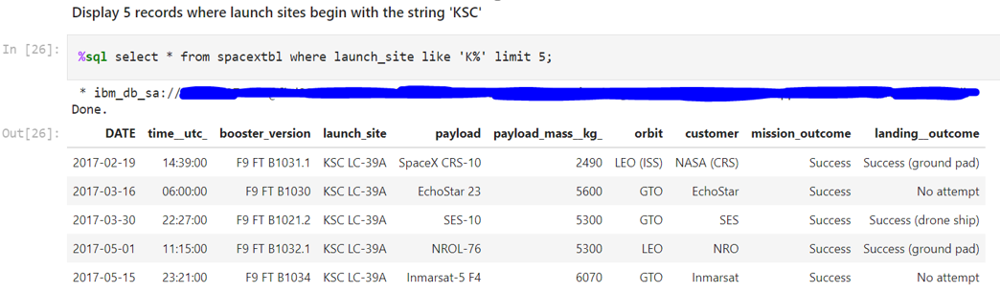 Display 5 records where launch sites begin with the string 'KSC'
In [26]: %sql select * from spacextbl where launch_site like 'K%' limit 5;
* ibm_db_sa://
Done.
Out[26]: DATE time__utc_ booster_version launch_site payload payload_mass__kg_ orbit customer mission_outcome landing__outcome
2017-02-19 14:39:00 F9 FT B1031.1 KSC LC-39A SpaceX CRS-10 2490 LEO (ISS) NASA (CRS) Success Success (ground pad)
2017-03-16 06:00:00 F9 FT B1030 KSC LC-39A EchoStar 23 5600 GTO EchoStar Success No attempt
2017-03-30 22:27:00 F9 FT B1021.2 KSC LC-39A SES-10 5300 GTO SES Success Success (drone ship)
2017-05-01 11:15:00 F9 FT B1032.1 KSC LC-39A NROL-76 5300 LEO NRO Success Success (ground pad)
2017-05-15 23:21:00 F9 FT B1034 KSC LC-39A Inmarsat-5 F4 6070 GTO Inmarsat Success No attempt